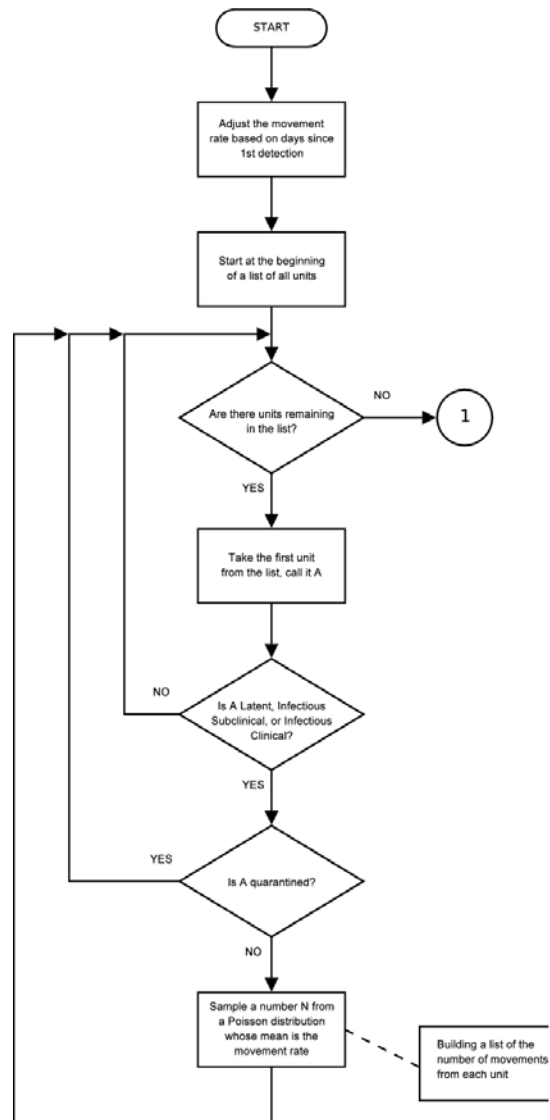 START
Adjust the movement
rate based on days since
1st detection
Start at the beginning
of a list of all units
Are there units remaining
in the list?
NO
1
YES
Take the first unit
from the list, call it A
NO
Is A Latent, Infectious
Subclinical, or Infectious
Clinical?
YES
YES
Is A quarantined?
NO
Sample a number N from
a Poisson distribution
whose mean is the
movement rate
Building a list of the
number of movements
from each unit